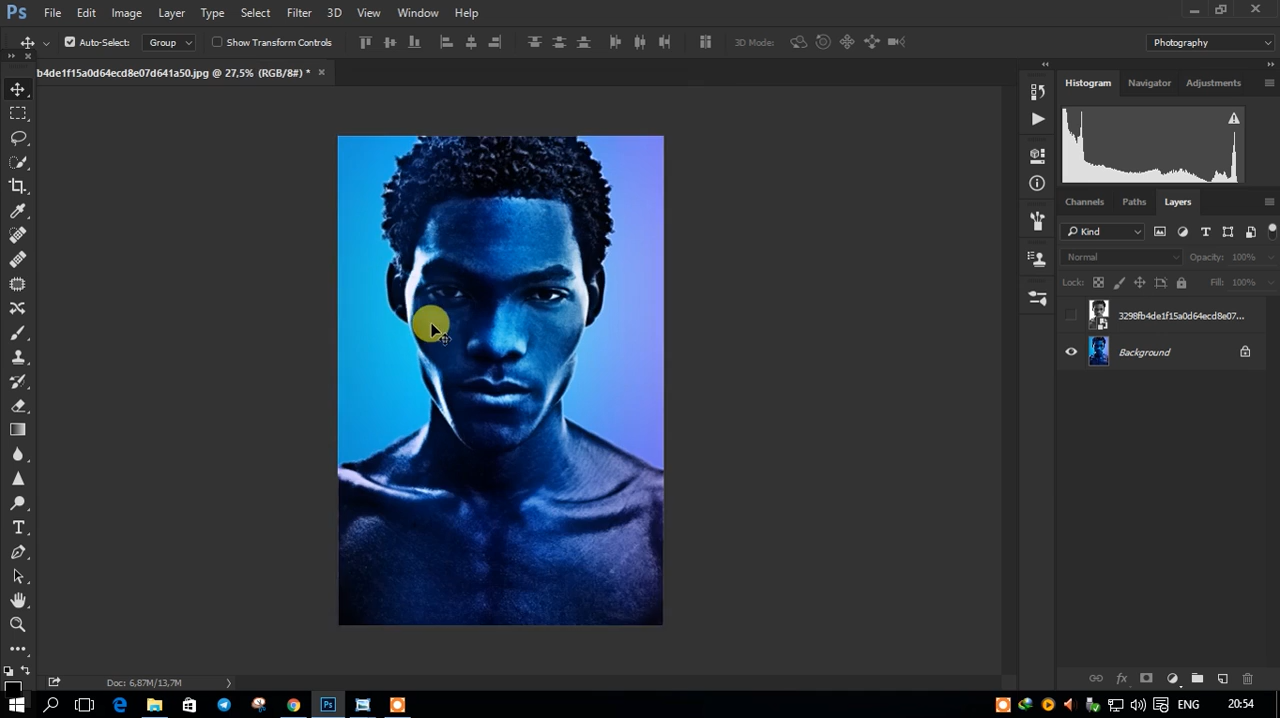 Ps File Edit Image Layer Type Select Filter 3D View Window Help
Auto-Select: Group Show Transform Controls 3D Mode: Photography
b4de1f15a0d64ecd8e07d641a50.jpg @ 27,5% (RGB/8#) * ×
Histogram Navigator Adjustments
Channels Paths Layers
Kind
Normal Opacity: 100%
Lock: Fill: 100%
3298fb4de1f15a0d64ecd8e07...
Background
Doc: 6,87M/13,7M
Ps ENG 20:54